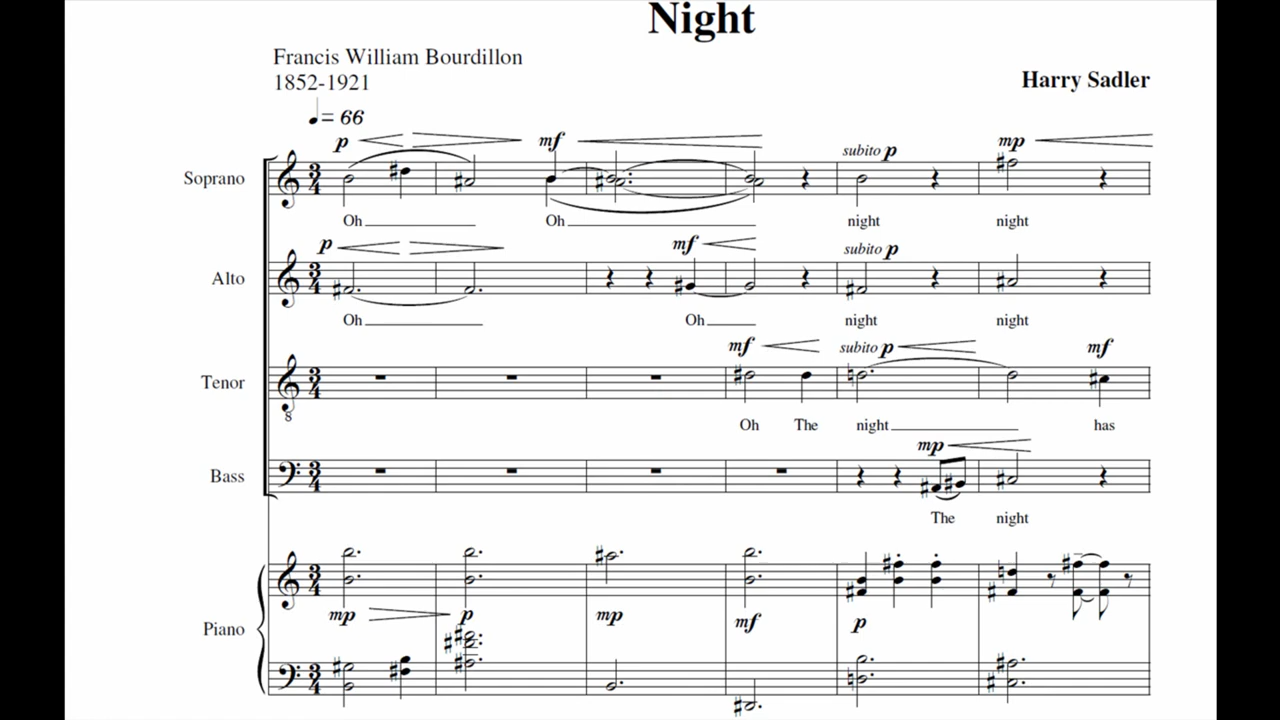 Night
Francis William Bourdillon
1852-1921
Harry Sadler
= 66
p mf subito p mp
Soprano
Oh Oh night night
p mf subito p
Alto
Oh Oh night night
mf subito p mf
Tenor
8
Oh The night has
mp
Bass
The night
mp p mp mf p
Piano